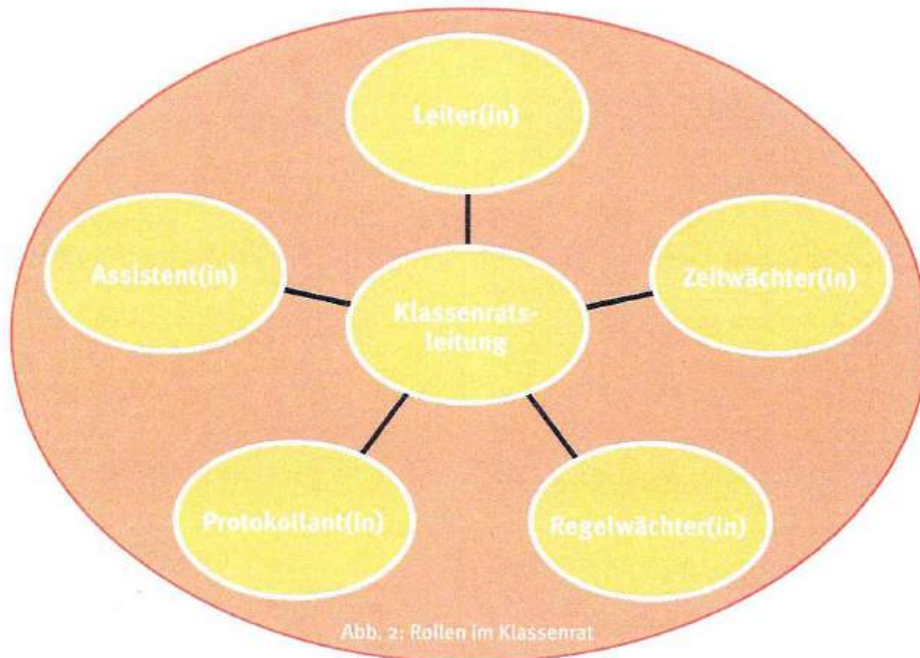 Leiter(in)
Assistent(in)
Zeitwächter(in)
Klassenrats-
leitung
Protokollant(in)
Regelwächter(in)
Abb. 2: Rollen im Klassenrat